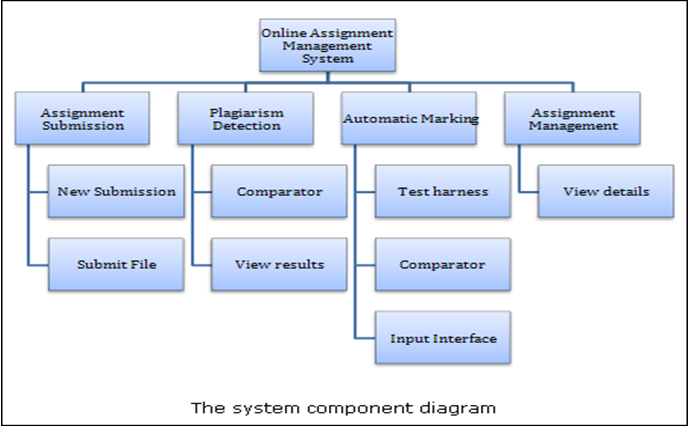 Online Assignment
Management
System
Assignment
Submission
Plagiarism
Detection
Automatic Marking
Assignment
Management
New Submission
Comparator
Test harness
View details
Submit File
View results
Comparator
Input Interface
The system component diagram